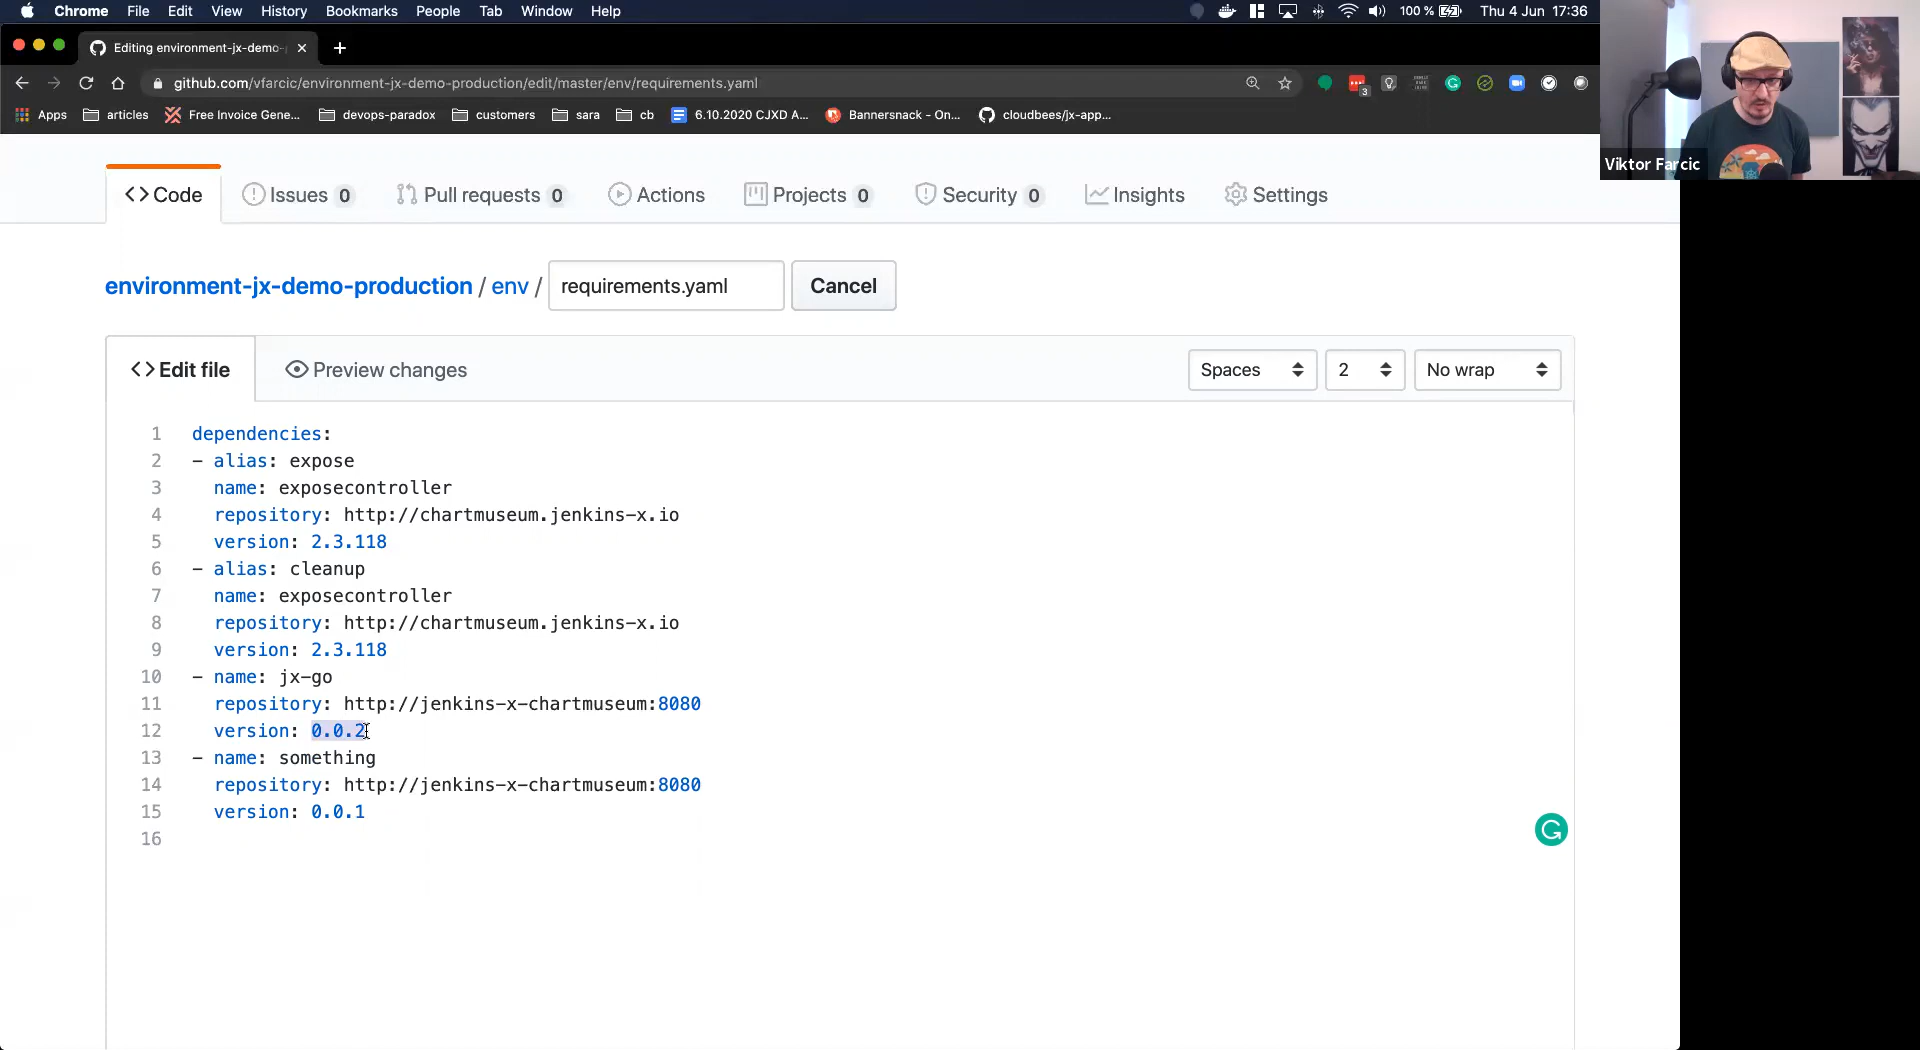 Chrome File Edit View History Bookmarks People Tab Window Help 100 % Thu 4 Jun 17:36
Editing environment-jx-demo-
github.com/vfarcic/environment-jx-demo-production/edit/master/env/requirements.yaml
3
Apps articles Free Invoice Gene... devops-paradox customers sara cb 6.10.2020 CJXD A... Bannersnack - On... cloudbees/jx-app...
Viktor Farcic
Code Issues 0 Pull requests 0 Actions Projects 0 Security 0 Insights Settings
environment-jx-demo-production / env / requirements.yaml Cancel
Edit file Preview changes Spaces 2 No wrap
1 dependencies:
2 - alias: expose
3 name: exposecontroller
4 repository: http://chartmuseum.jenkins-x.io
5 version: 2.3.118
6 - alias: cleanup
7 name: exposecontroller
8 repository: http://chartmuseum.jenkins-x.io
9 version: 2.3.118
10 - name: jx-go
11 repository: http://jenkins-x-chartmuseum:8080
12 version: 0.0.2
13 - name: something
14 repository: http://jenkins-x-chartmuseum:8080
15 version: 0.0.1
16